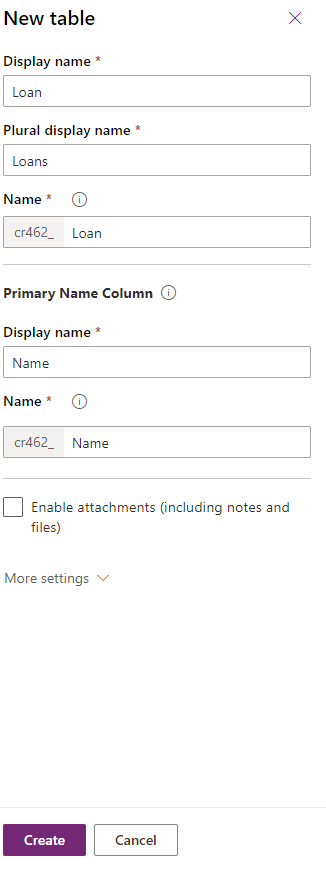 New table
Display name *
Loan
Plural display name *
Loans
Name *
cr462_ Loan
Primary Name Column
Display name *
Name
Name *
cr462_ Name
Enable attachments (including notes and
files)
More settings
Create Cancel